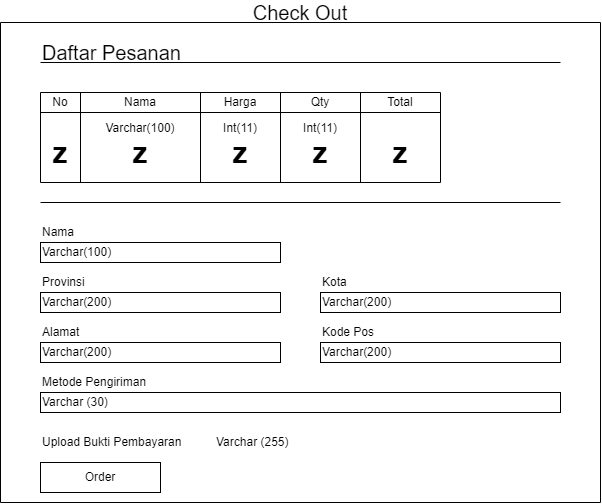 Check Out
Daftar Pesanan
No Nama Harga Qty Total
Varchar(100) Int(11) Int(11)
Z Z Z Z Z
Nama
Varchar(100)
Provinsi Kota
Varchar(200) Varchar(200)
Alamat Kode Pos
Varchar(200) Varchar(200)
Metode Pengiriman
Varchar (30)
Upload Bukti Pembayaran Varchar (255)
Order